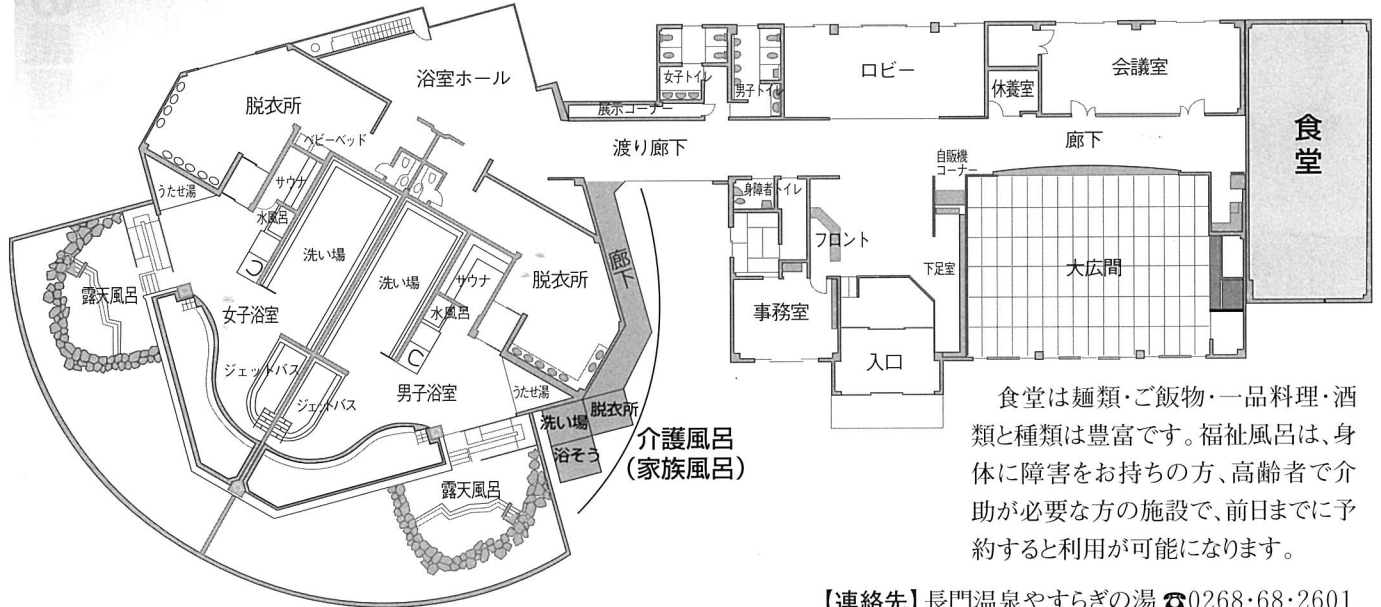 浴室ホール
脱衣所
ベビーベッド
サウナ
うたせ湯
水風呂
洗い場
洗い場
サウナ
水風呂
脱衣所
露天風呂
女子浴室
ジェットバス
ジェットバス
男子浴室
うたせ湯
露天風呂
廊下
洗い場
脱衣所
浴そう
介護風呂
(家族風呂)
展示コーナー
女子トイレ
男子トイレ
渡り廊下
ロビー
休養室
会議室
廊下
自販機
コーナー
食堂
身障者トイレ
フロント
下足室
大広間
事務室
入口
食堂は麺類・ご飯物・一品料理・酒
類と種類は豊富です。福祉風呂は、身
体に障害をお持ちの方、高齢者で介
助が必要な方の施設で、前日までに予
約すると利用が可能になります。
【連絡先】長門温泉やすらぎの湯 ☎0268・68・2601